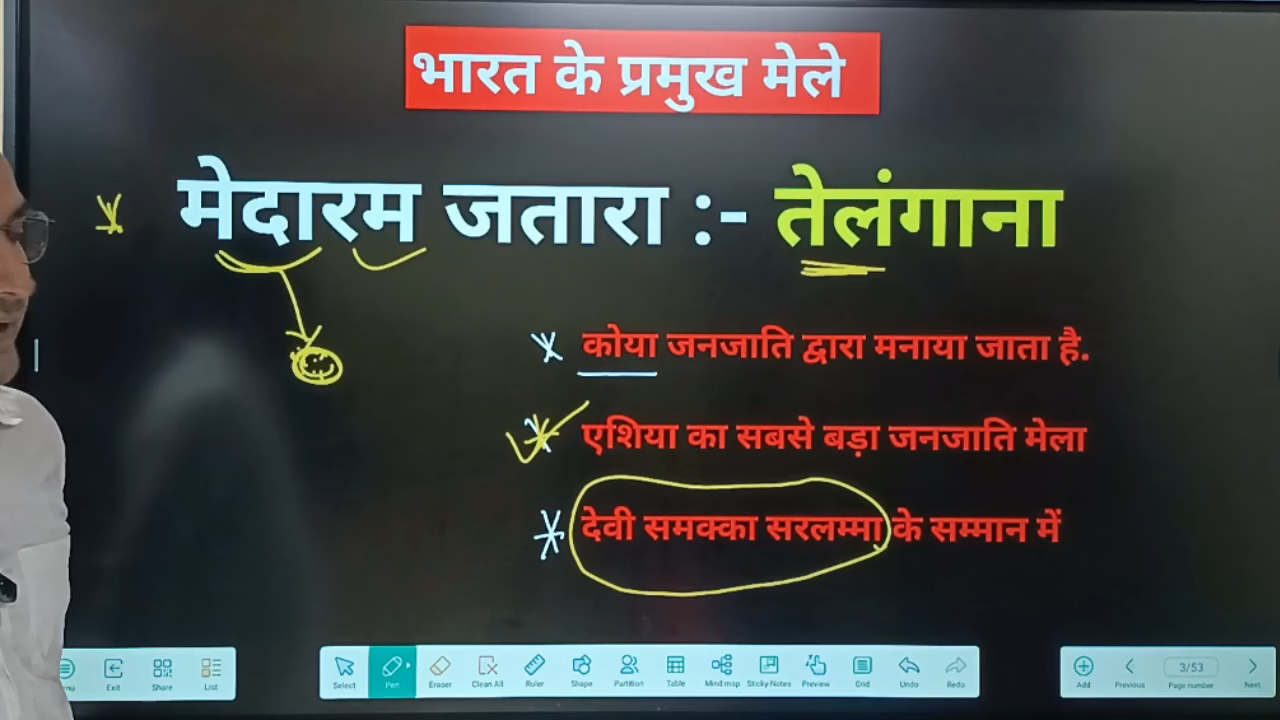 भारत के प्रमुख मेले
मेदारम जतारा :- तेलंगाना
कोया जनजाति द्वारा मनाया जाता है.
एशिया का सबसे बड़ा जनजाति मेला
देवी समक्का सरलम्मा के सम्मान में
Exit Share List Select Pen Eraser Clean All Ruler Shape Partition Table Mind map Sticky Notes Preview Grid Undo Redo Add Previous 3/53 Page number Next